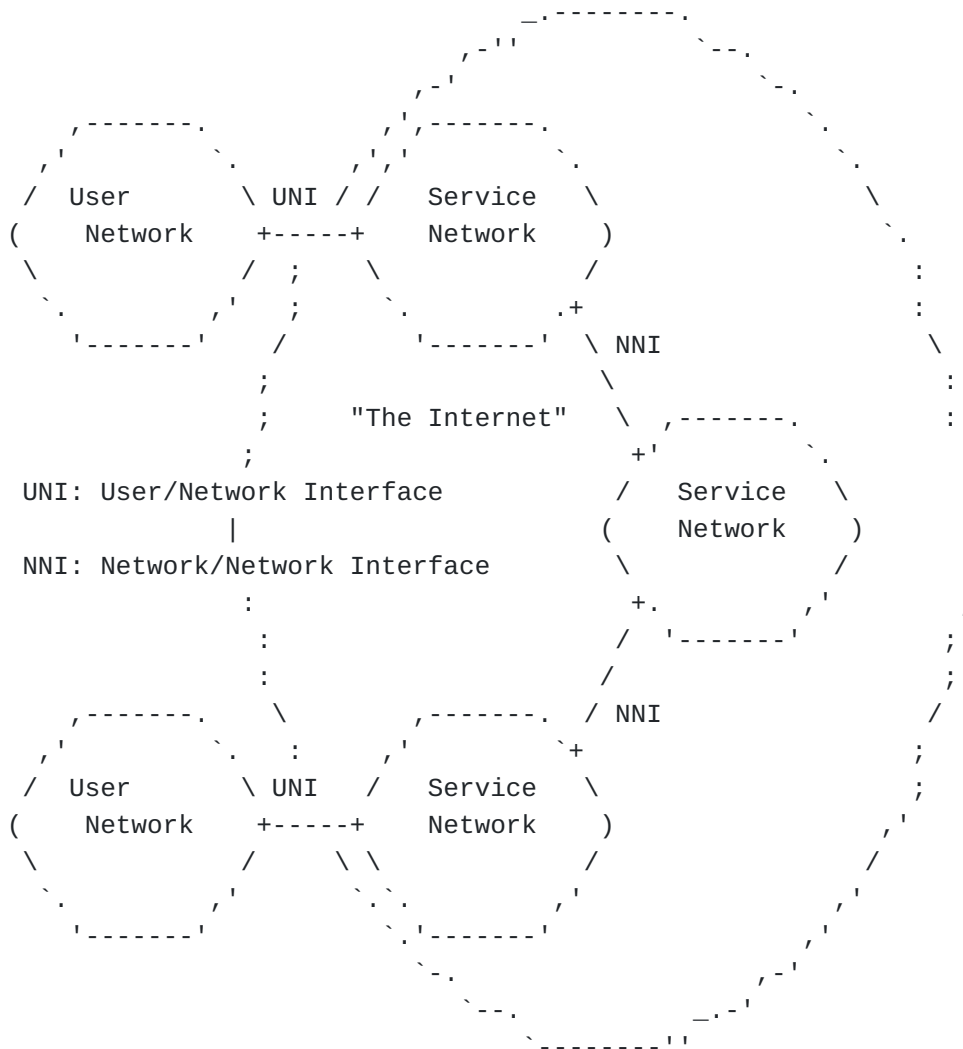 User UNI Service
Network Network
NNI
"The Internet"
UNI: User/Network Interface Service
Network
NNI: Network/Network Interface
NNI
User UNI Service
Network Network